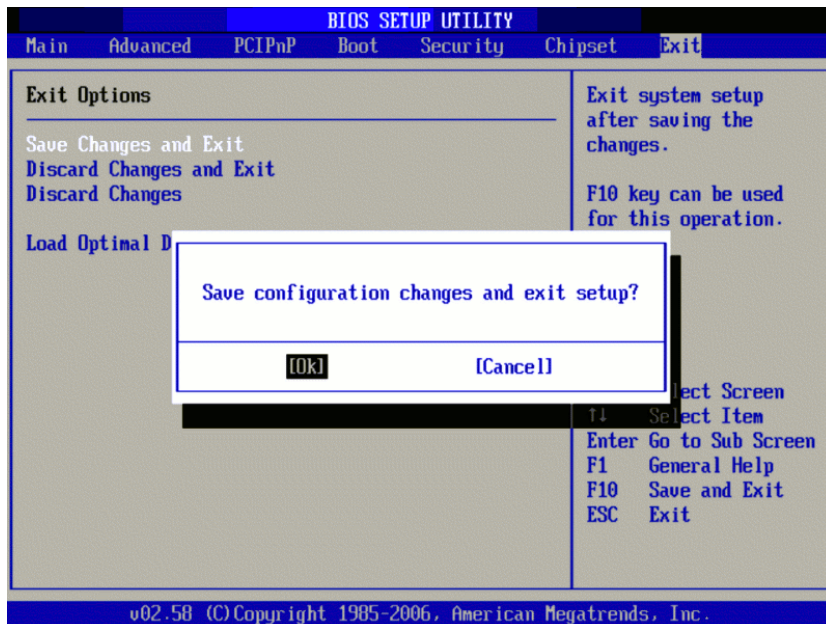 BIOS SETUP UTILITY
Main Advanced PCIPnP Boot Security Chipset Exit
Exit Options
Save Changes and Exit
Discard Changes and Exit
Discard Changes
Load Optimal D
Exit system setup
after saving the
changes.
F10 key can be used
for this operation.
Save configuration changes and exit setup?
[Ok] [Cancel]
lect Screen
↑↓ Select Item
Enter Go to Sub Screen
F1 General Help
F10 Save and Exit
ESC Exit
v02.58 (C)Copyright 1985-2006, American Megatrends, Inc.